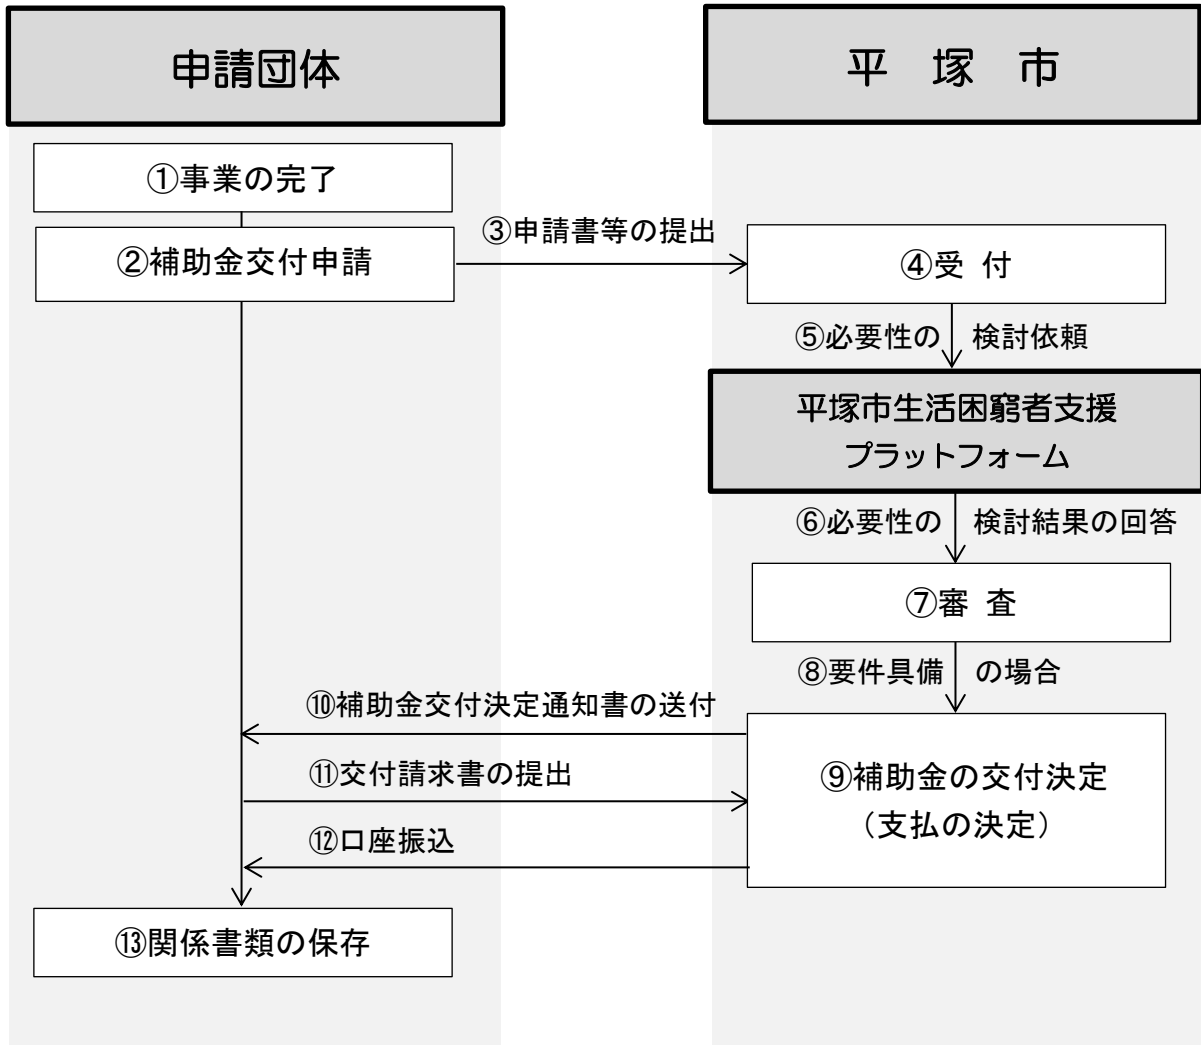 申請団体
平 塚 市
①事業の完了
②補助金交付申請
③申請書等の提出
④受 付
⑤必要性の 検討依頼
平塚市生活困窮者支援
プラットフォーム
⑥必要性の 検討結果の回答
⑦審 査
⑧要件具備 の場合
⑩補助金交付決定通知書の送付
⑪交付請求書の提出
⑨補助金の交付決定
（支払の決定）
⑫口座振込
⑬関係書類の保存